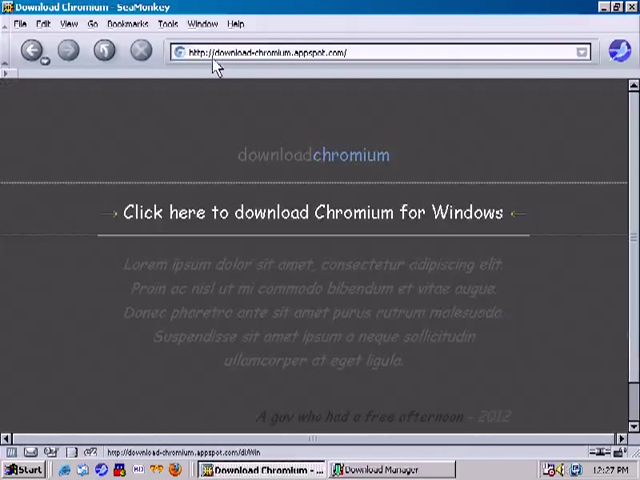 Download Chromium - SeaMonkey
File Edit View Go Bookmarks Tools Window Help
http://download-chromium.appspot.com/
downloadchromium
→ Click here to download Chromium for Windows ←
Lorem ipsum dolor sit amet, consectetur adipiscing elit.
Proin ac nisl ut mi commodo bibendum et vitae augue.
Donec pharetra ante sit amet purus rutrum malesuada.
Suspendisse sit amet ipsum a neque sollicitudin
ullamcorper at eget ligula.
A guy who had a free afternoon - 2012
http://download-chromium.appspot.com/dl/Win
Start Download Chromium - ... Download Manager 12:27 PM